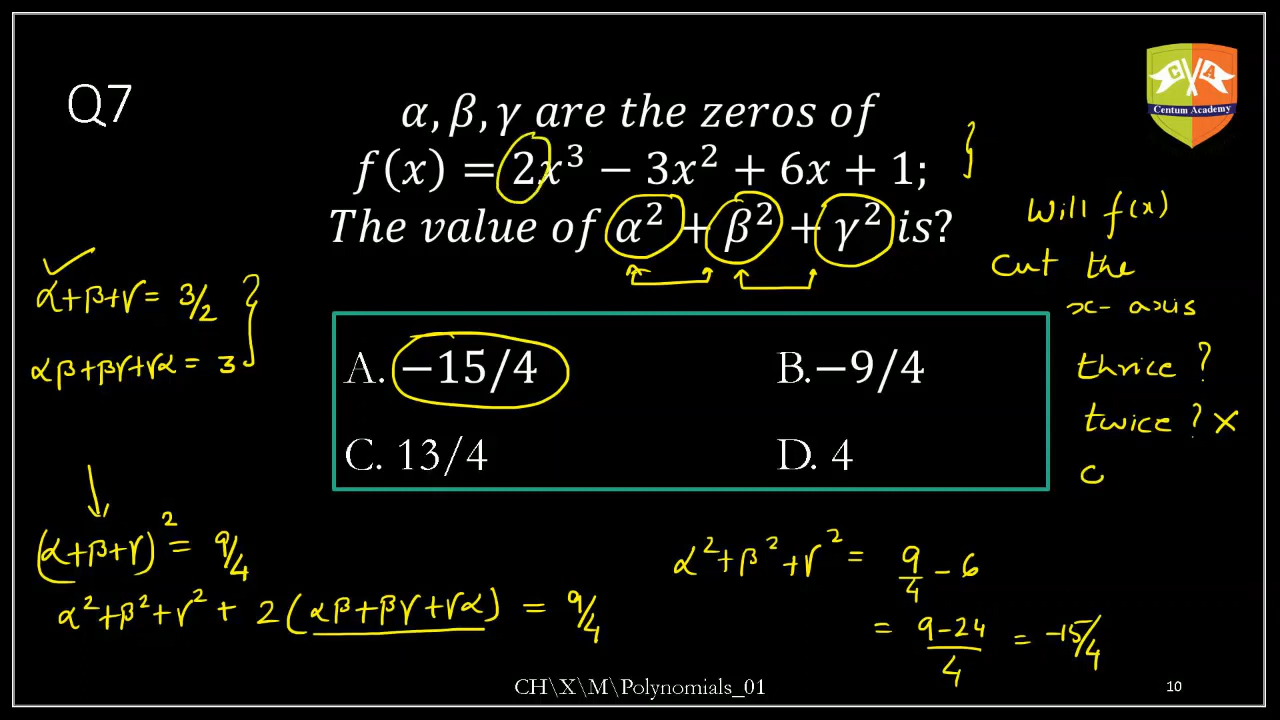 Q7
α, β, γ are the zeros of
f(x) = 2x³ − 3x² + 6x + 1;
The value of α² + β² + γ² is?
C A
Centum Academy
Will f(x)
cut the
x- axis
thrice ?
twice ? ×
O
α+β+γ = 3/2
αβ+βγ+γα = 3
A. −15/4
B. −9/4
C. 13/4
D. 4
(α+β+γ)² = 9/4
α²+β²+γ² + 2(αβ+βγ+γα) = 9/4
α²+β²+γ² = 9/4 − 6
= 9−24/4 = −15/4
CH\X\M\Polynomials_01
10